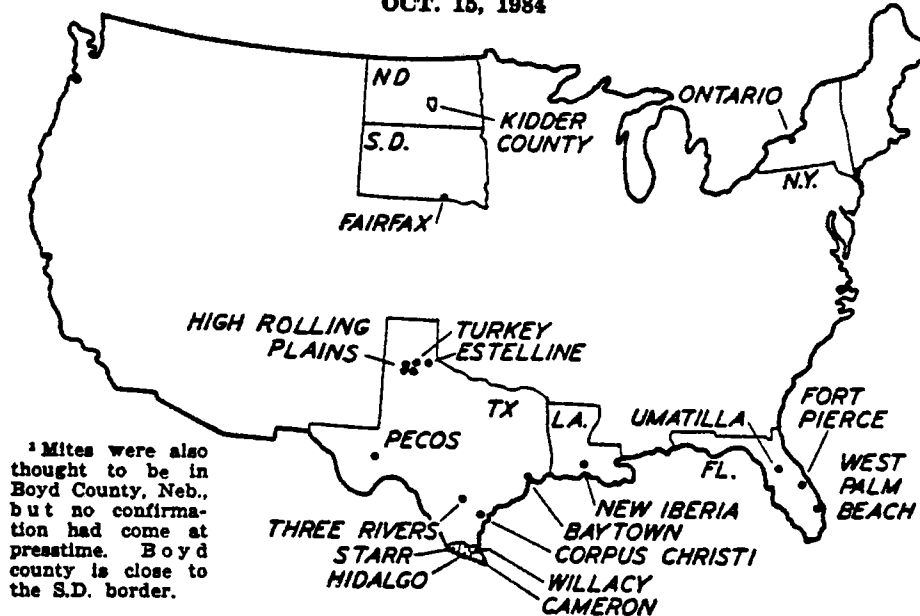 OCT. 15, 1984
ND
KIDDER
COUNTY
S.D.
FAIRFAX
ONTARIO
N.Y.
HIGH ROLLING
PLAINS
TURKEY
ESTELLINE
TX
LA.
PECOS
UMATILLA
FORT
PIERCE
FL.
WEST
PALM
BEACH
THREE RIVERS
STARR
HIDALGO
NEW IBERIA
BAYTOWN
CORPUS CHRISTI
WILLACY
CAMERON
¹ Mites were also
thought to be in
Boyd County, Neb.,
but no confirma-
tion had come at
presstime. Boyd
county is close to
the S.D. border.